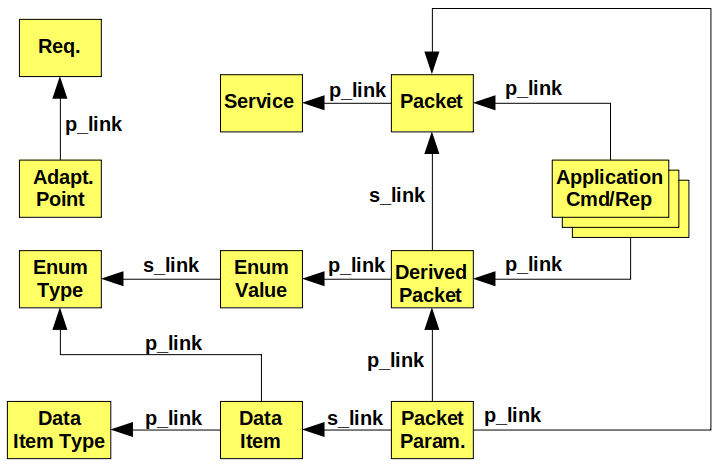 Req.
p_link
Adapt.
Point
Service
p_link
Packet
p_link
Application
Cmd/Rep
s_link
p_link
Enum
Type
s_link
Enum
Value
p_link
Derived
Packet
p_link
p_link
Data
Item Type
p_link
Data
Item
s_link
Packet
Param.
p_link